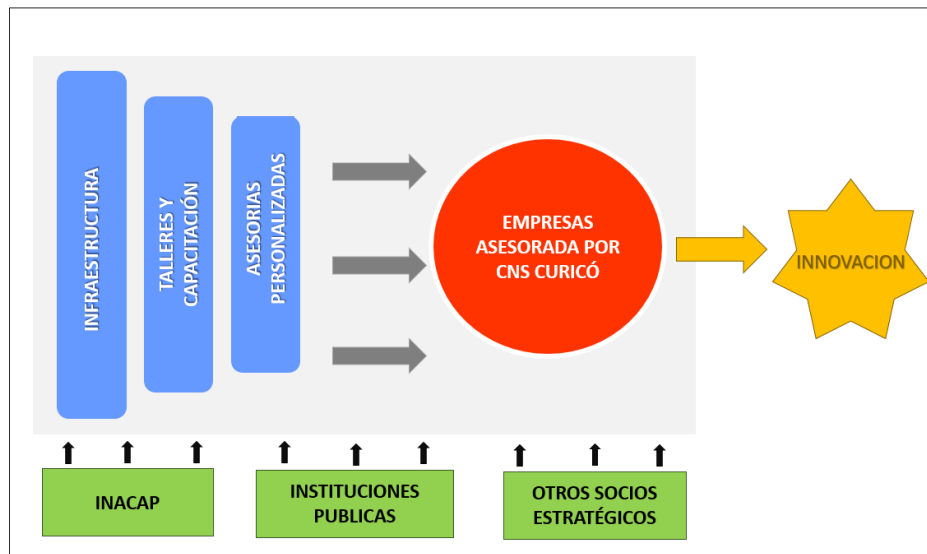 INFRAESTRUCTURA
TALLERES Y
CAPACITACIÓN
ASESORIAS
PERSONALIZADAS
EMPRESAS
ASESORADA POR
CNS CURICÓ
INNOVACION
INACAP
INSTITUCIONES
PUBLICAS
OTROS SOCIOS
ESTRATÉGICOS